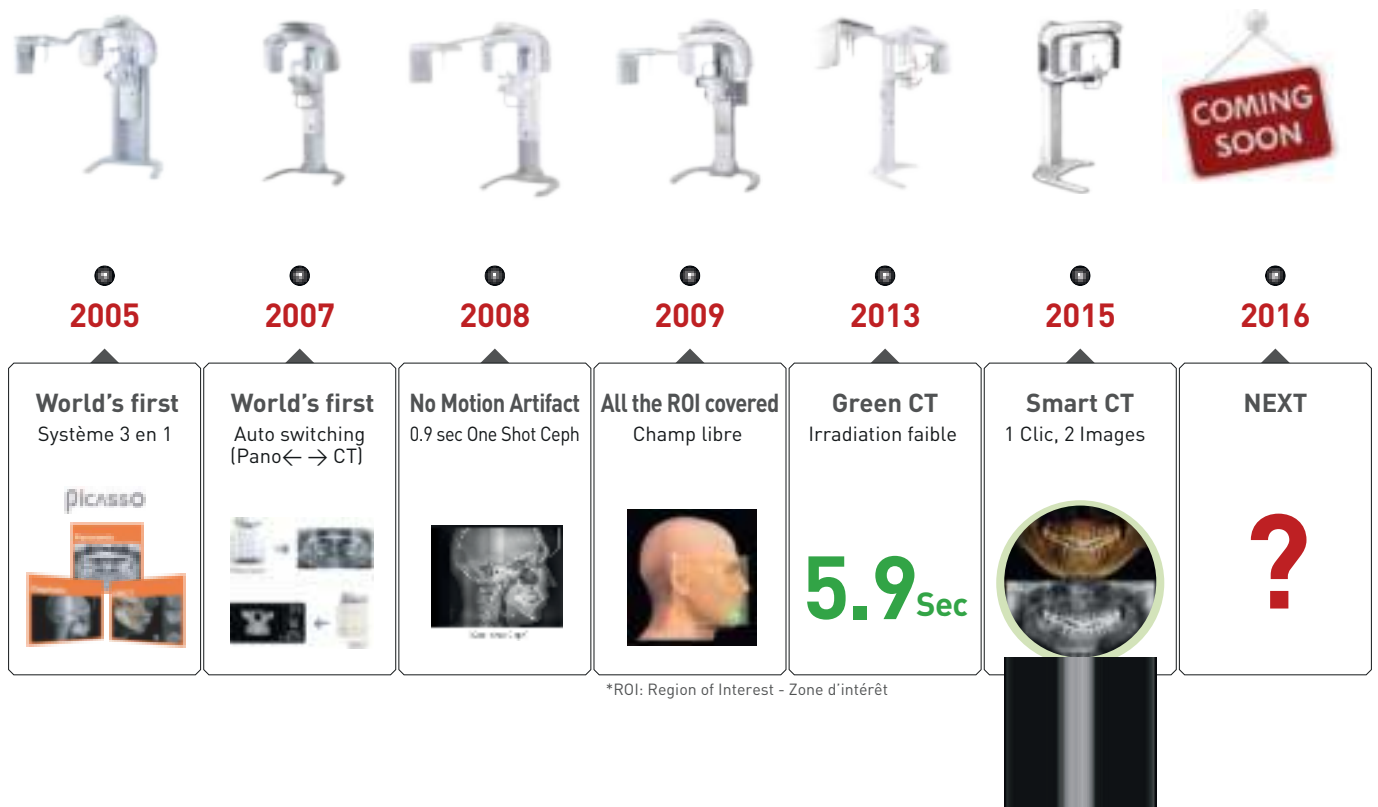 COMING
SOON
2005
2007
2008
2009
2013
2015
2016
World's first
Système 3 en 1
picasso
World's first
Auto switching
(Pano← → CT)
No Motion Artifact
0.9 sec One Shot Ceph
All the ROI covered
Champ libre
Green CT
Irradiation faible
5.9 Sec
Smart CT
1 Clic, 2 Images
NEXT
?
*ROI: Region of Interest - Zone d'intérêt